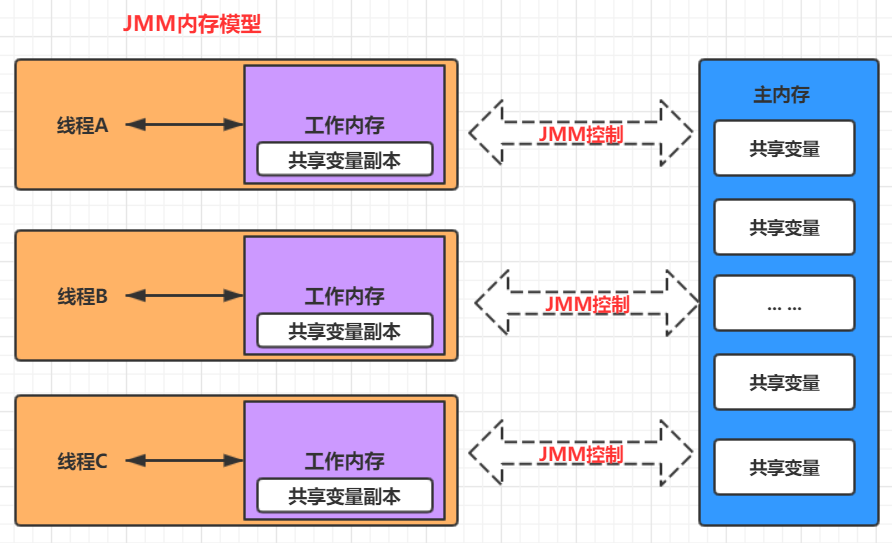 JMM内存模型
线程A
工作内存
共享变量副本
JMM控制
线程B
工作内存
共享变量副本
JMM控制
线程C
工作内存
共享变量副本
JMM控制
主内存
共享变量
共享变量
... ...
共享变量
共享变量